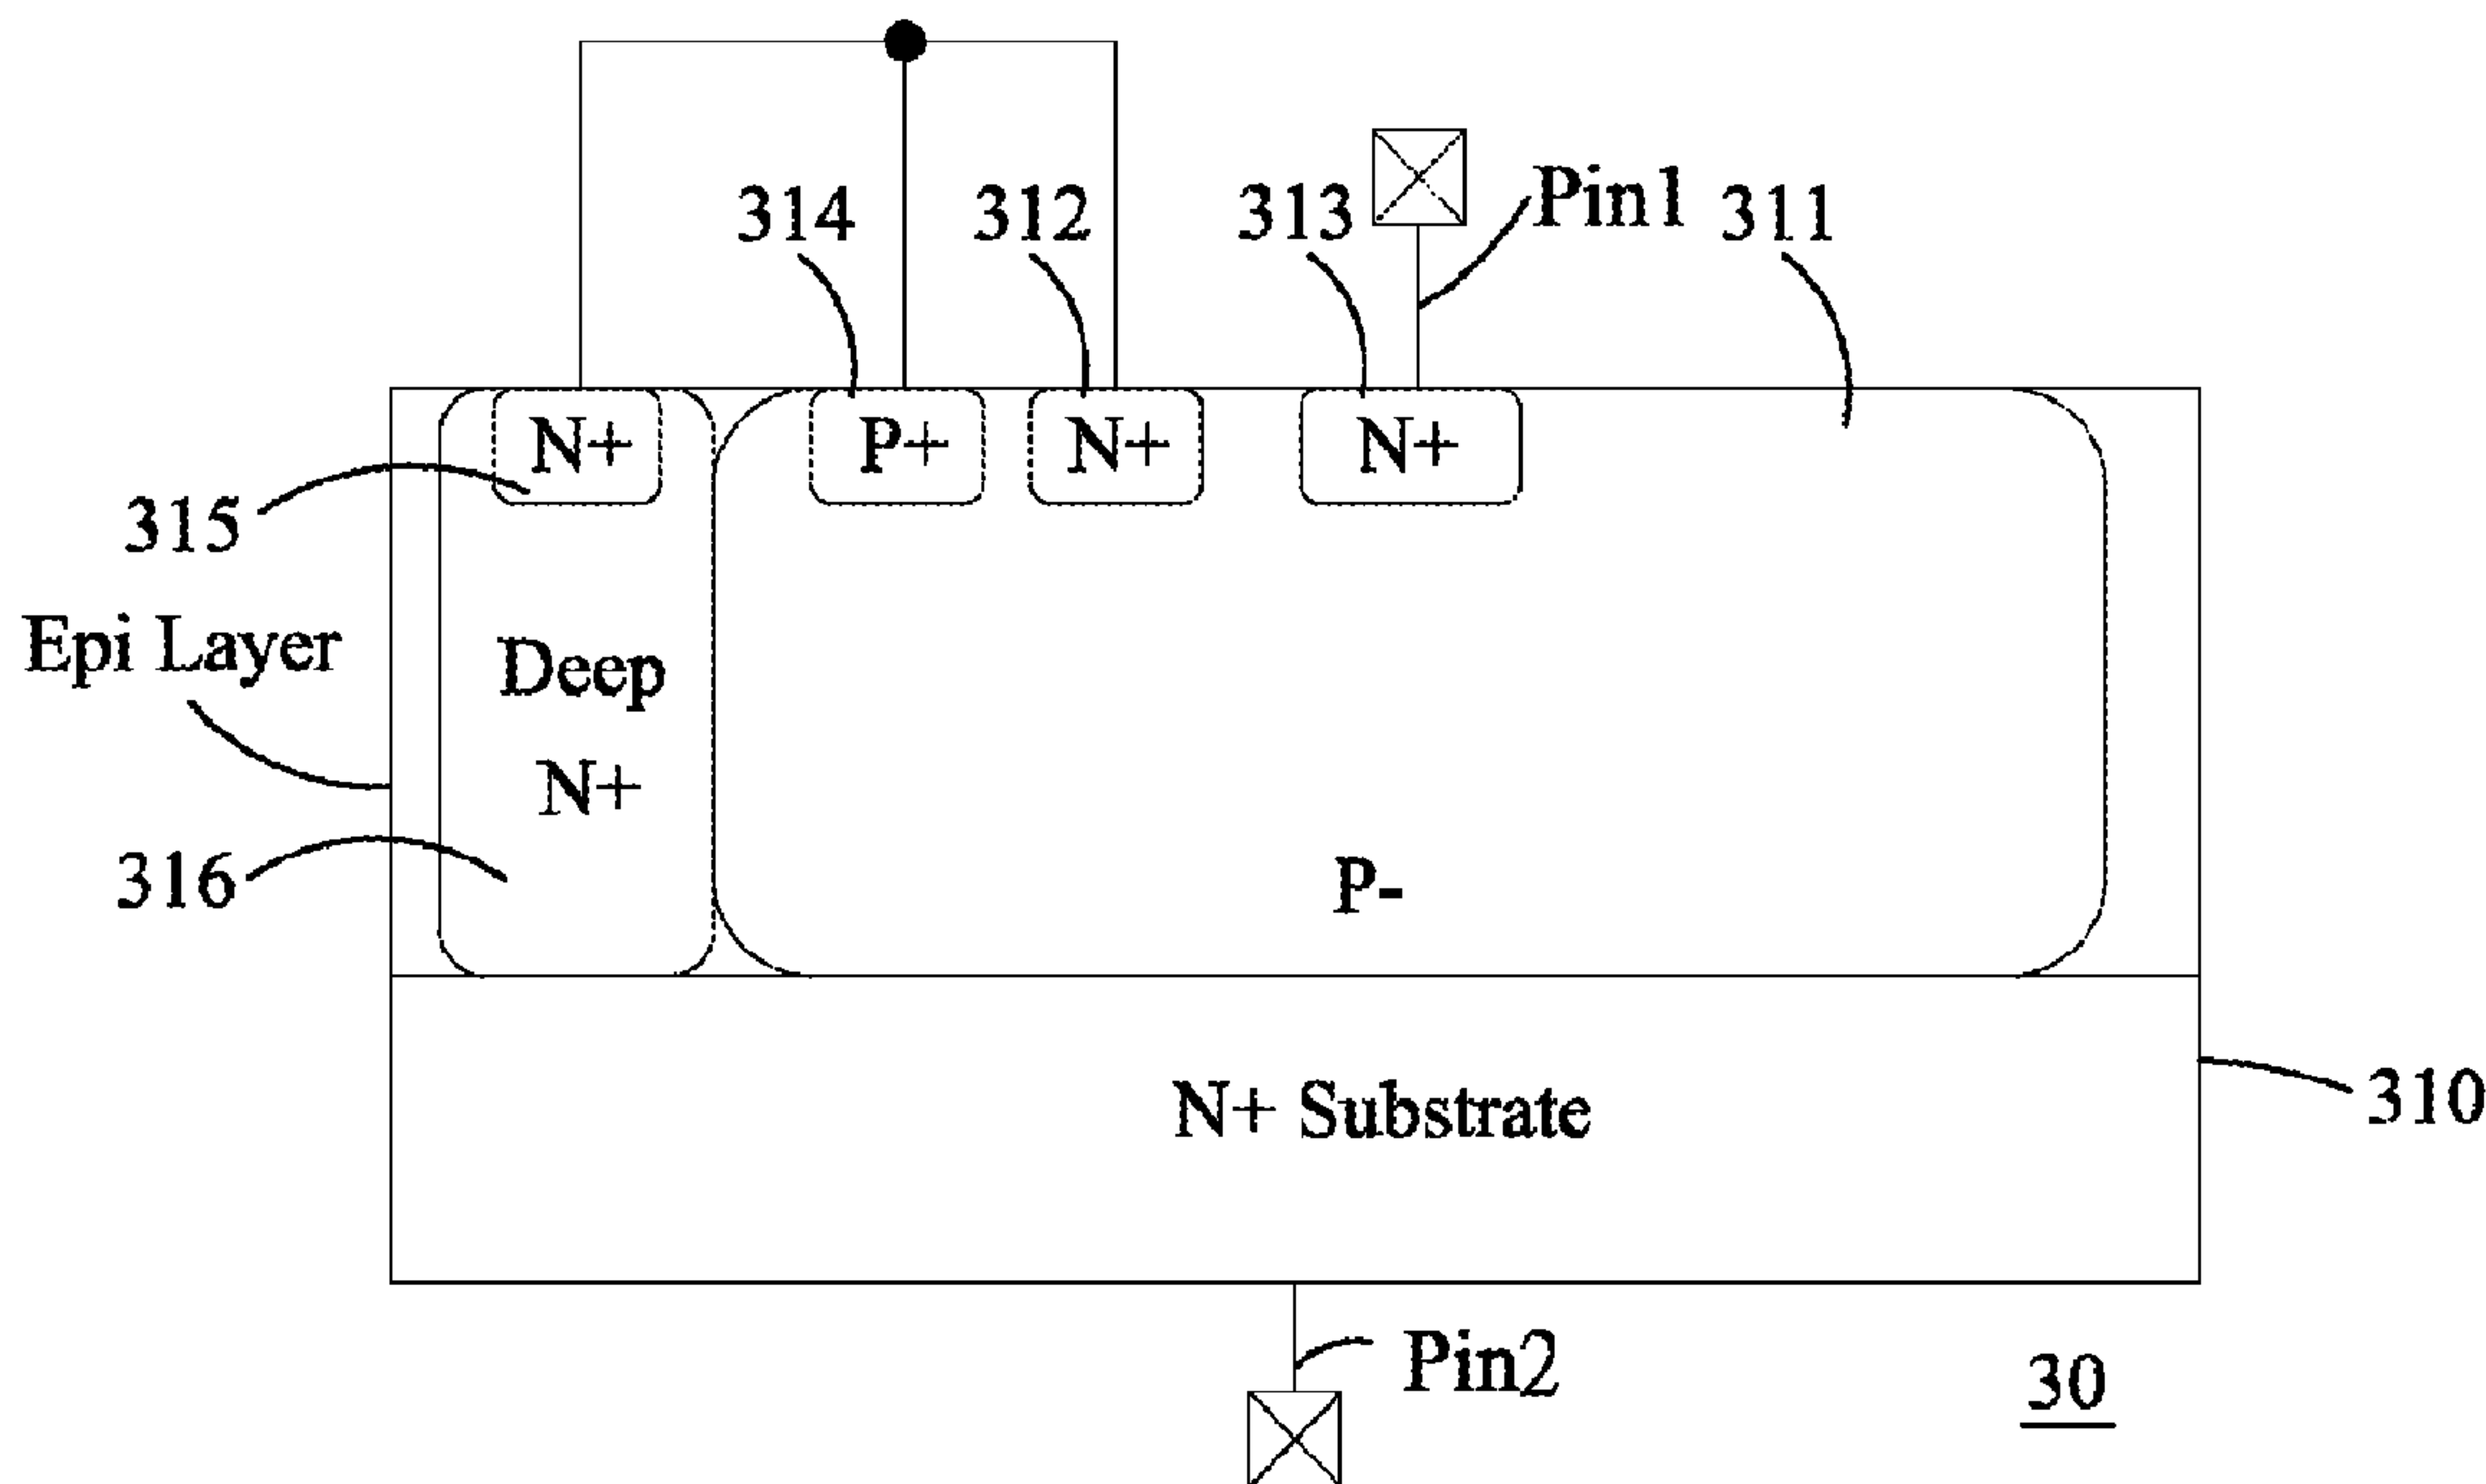 314
312
313
Pin1
311
N+
P+
N+
N+
315
Epi Layer
Deep
N+
316
P-
N+ Substrate
310
Pin2
30